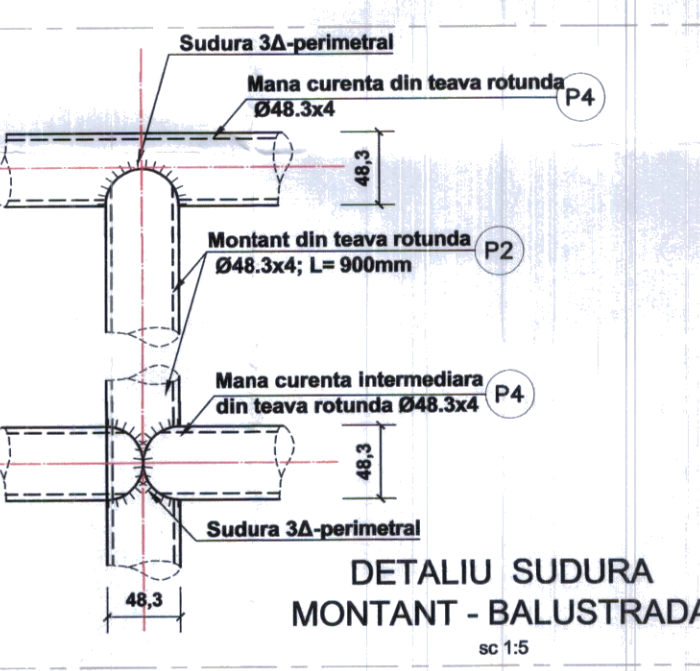 Sudura 3Δ-perimetral
Mana curenta din teava rotunda
Ø48.3x4
P4
48,3
Montant din teava rotunda
Ø48.3x4; L= 900mm
P2
Mana curenta intermediara
din teava rotunda Ø48.3x4
P4
48,3
Sudura 3Δ-perimetral
48,3
DETALIU SUDURA
MONTANT - BALUSTRADA
sc 1:5